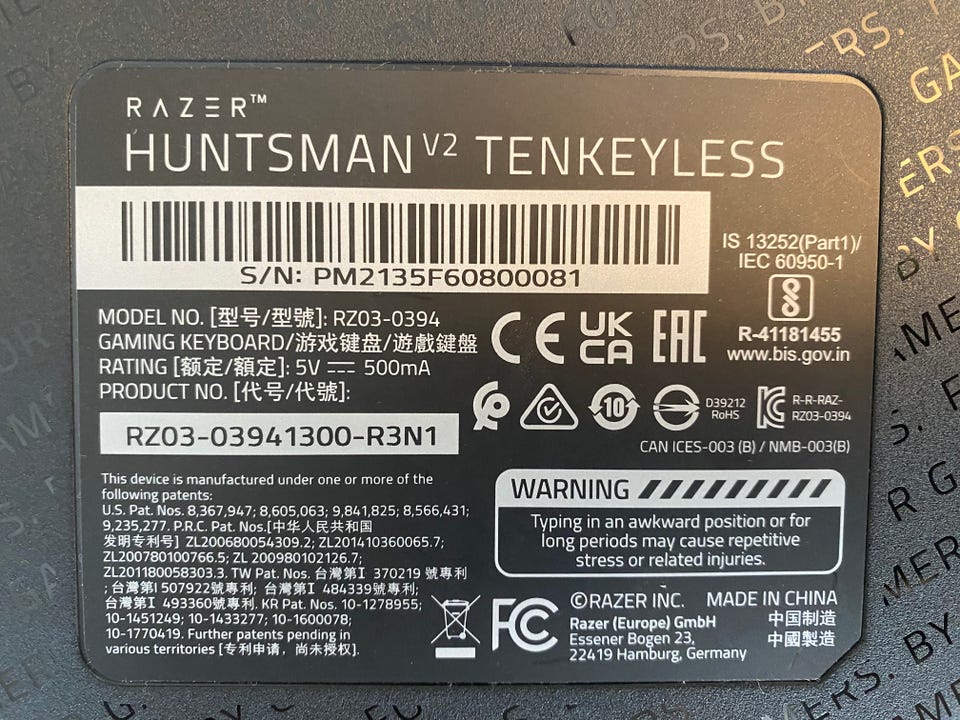 RAZER™
HUNTSMAN V2 TENKEYLESS
S/N: PM2135F60800081
IS 13252(Part1)/
IEC 60950-1
R-41181455
www.bis.gov.in
MODEL NO. [型号/型號]: RZ03-0394
GAMING KEYBOARD/游戏键盘/遊戲鍵盤
RATING [额定/額定]: 5V ⎓ 500mA
PRODUCT NO. [代号/代號]:
RZ03-03941300-R3N1
CE UK CA EAC
10
D39212
RoHS
R-R-RAZ-
RZ03-0394
CAN ICES-003 (B) / NMB-003(B)
This device is manufactured under one or more of the
following patents:
U.S. Pat. Nos. 8,367,947; 8,605,063; 9,841,825; 8,566,431;
9,235,277. P.R.C. Pat. Nos.[中华人民共和国
发明专利号] ZL200680054309.2; ZL201410360065.7;
ZL200780100766.5; ZL 200980102126.7;
ZL201180058303.3. TW Pat. Nos. 台灣第I 370219 號專利
; 台灣第I 507922號專利; 台灣第I 484339號專利;
台灣第I 493360號專利. KR Pat. Nos. 10-1278955;
10-1451249; 10-1433277; 10-1600078;
10-1770419. Further patents pending in
various territories [专利申请，尚未授权].
WARNING
Typing in an awkward position or for
long periods may cause repetitive
stress or related injuries.
FC
©RAZER INC. MADE IN CHINA
Razer (Europe) GmbH
Essener Bogen 23,
22419 Hamburg, Germany
中国制造
中國製造